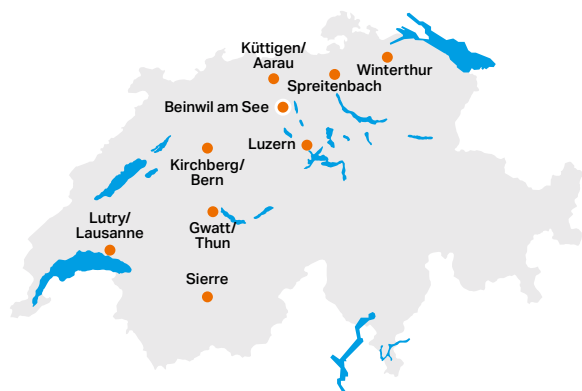 Küttigen/
Aarau
Winterthur
Spreitenbach
Beinwil am See
Luzern
Kirchberg/
Bern
Lutry/
Lausanne
Gwatt/
Thun
Sierre